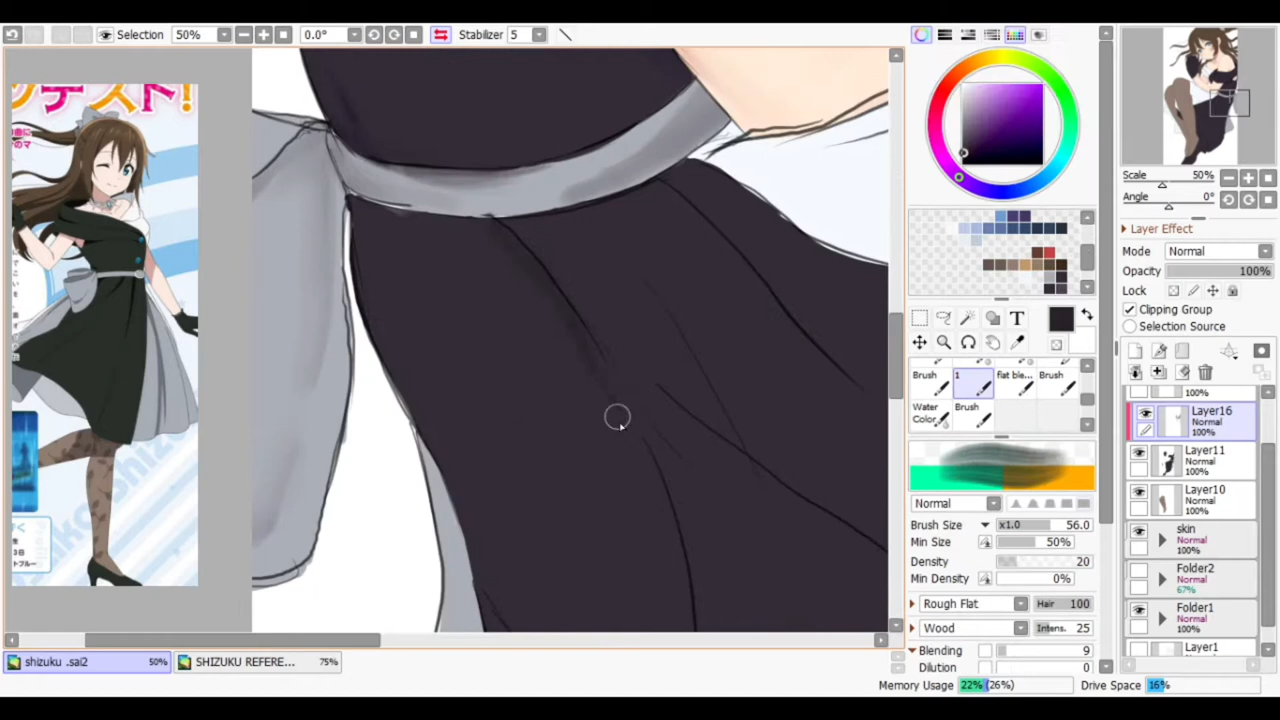 Selection 50% 0.0° Stabilizer 5
テスト!
Scale 50%
Angle 0°
Layer Effect
Mode Normal
Opacity 100%
Lock
Clipping Group
Selection Source
T
Brush 1 flat ble... Brush
Water Color Brush
100%
Layer16
Normal
100%
Layer11
Normal
100%
Layer10
Normal
100%
skin
Normal
100%
Folder2
Normal
67%
Folder1
Normal
100%
Layer1
Normal
Brush Size x1.0 56.0
Min Size 50%
Density 20
Min Density 0%
Rough Flat Hair 100
Wood Intens. 25
Blending 9
Dilution 0
shizuku .sai2 50% SHIZUKU REFERE... 75%
Memory Usage 22% (26%) Drive Space 16%